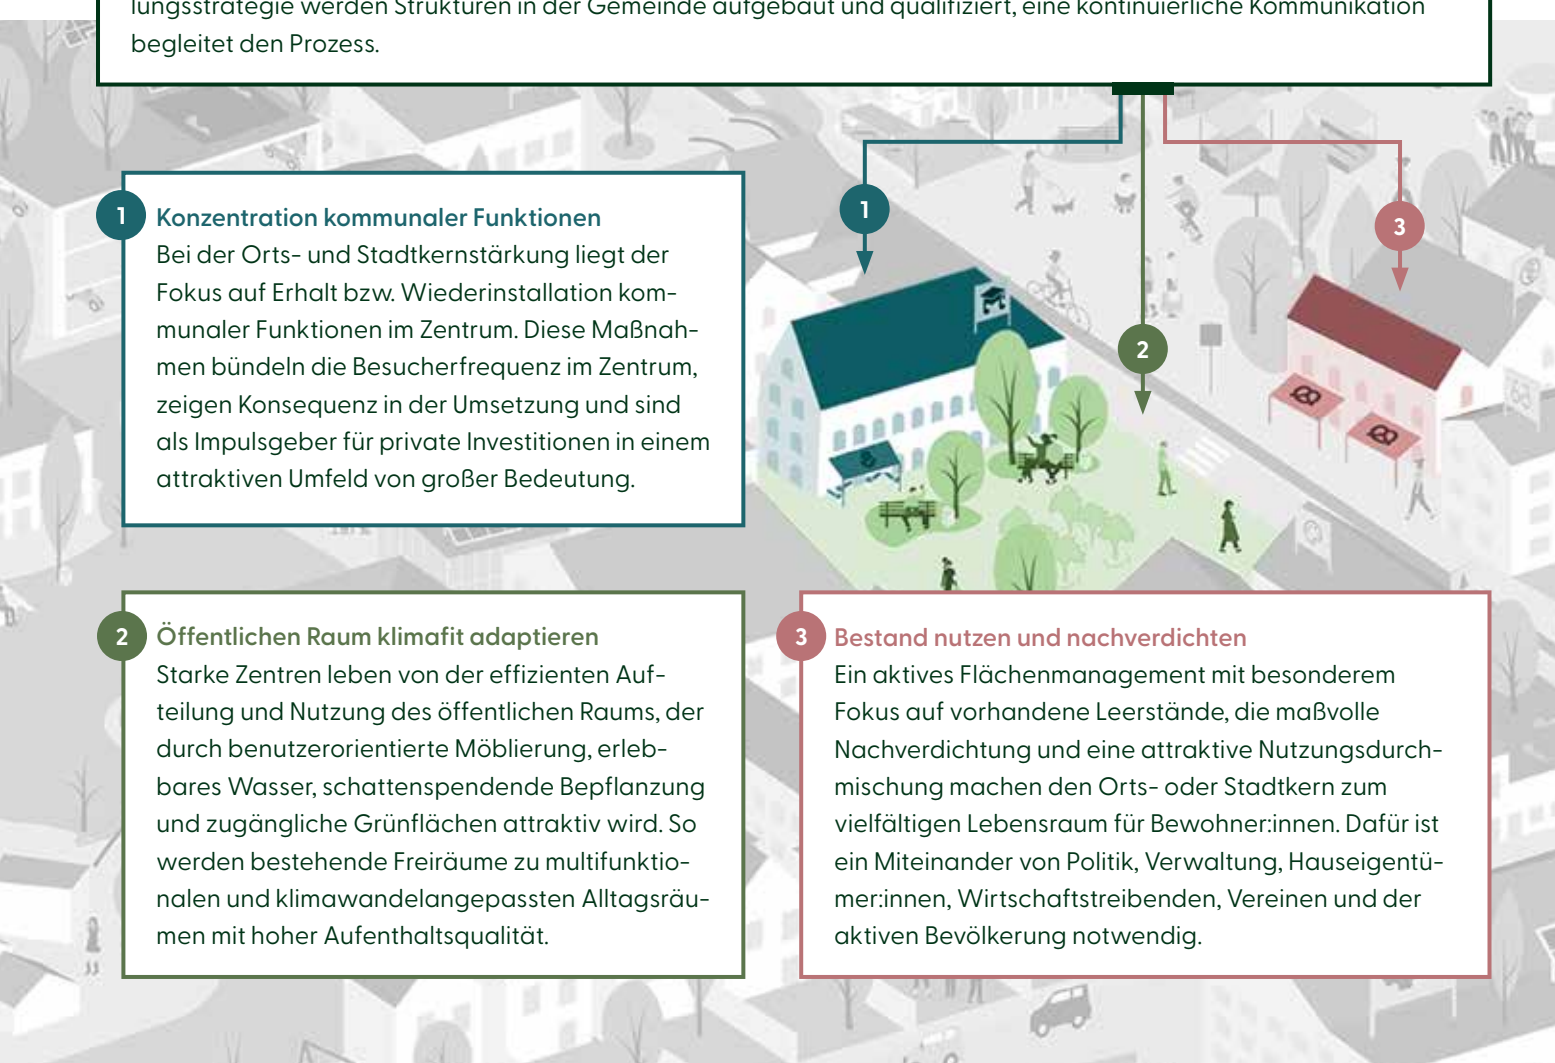 lungsstrategie werden Strukturen in der Gemeinde aufgebaut und qualifiziert, eine kontinuierliche Kommunikation
begleitet den Prozess.
1
3
2
1 Konzentration kommunaler Funktionen
Bei der Orts- und Stadtkernstärkung liegt der
Fokus auf Erhalt bzw. Wiederinstallation kom-
munaler Funktionen im Zentrum. Diese Maßnah-
men bündeln die Besucherfrequenz im Zentrum,
zeigen Konsequenz in der Umsetzung und sind
als Impulsgeber für private Investitionen in einem
attraktiven Umfeld von großer Bedeutung.
2 Öffentlichen Raum klimafit adaptieren
Starke Zentren leben von der effizienten Auf-
teilung und Nutzung des öffentlichen Raums, der
durch benutzerorientierte Möblierung, erleb-
bares Wasser, schattenspendende Bepflanzung
und zugängliche Grünflächen attraktiv wird. So
werden bestehende Freiräume zu multifunktio-
nalen und klimawandelangepassten Alltagsräu-
men mit hoher Aufenthaltsqualität.
3 Bestand nutzen und nachverdichten
Ein aktives Flächenmanagement mit besonderem
Fokus auf vorhandene Leerstände, die maßvolle
Nachverdichtung und eine attraktive Nutzungsdurch-
mischung machen den Orts- oder Stadtkern zum
vielfältigen Lebensraum für Bewohner:innen. Dafür ist
ein Miteinander von Politik, Verwaltung, Hauseigentü-
mer:innen, Wirtschaftstreibenden, Vereinen und der
aktiven Bevölkerung notwendig.